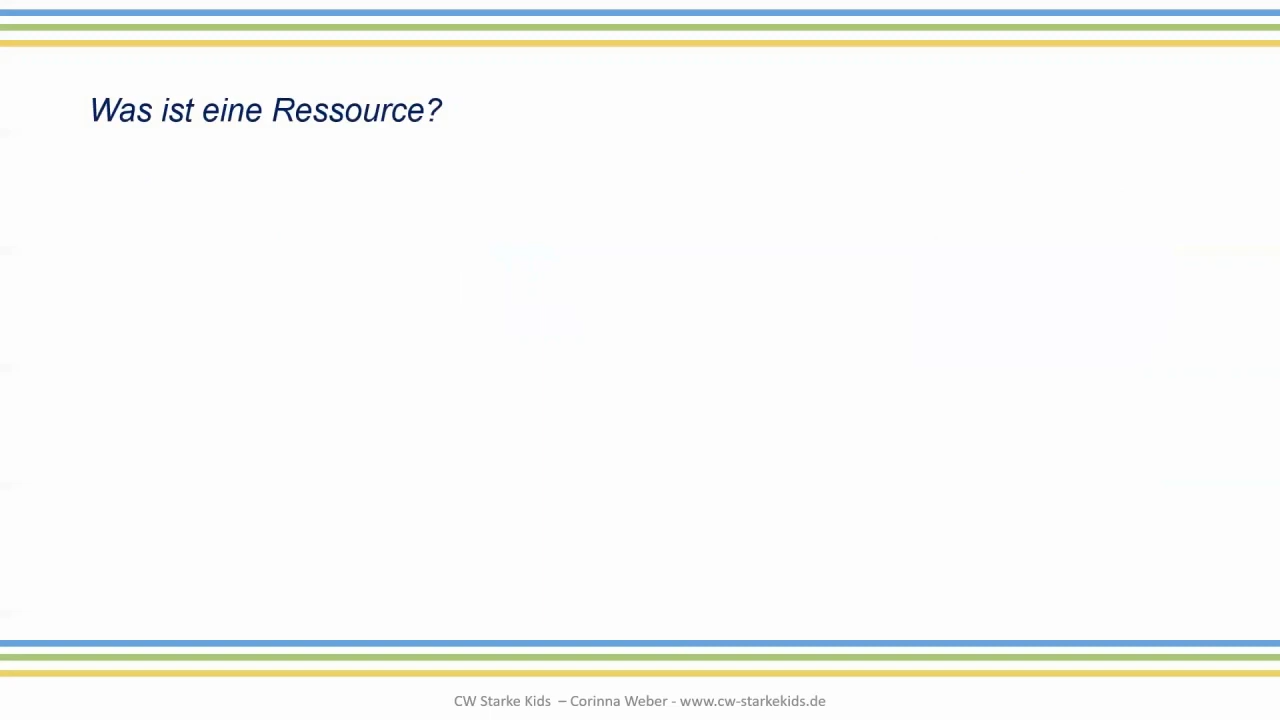 Was ist eine Ressource?
CW Starke Kids – Corinna Weber - www.cw-starkekids.de